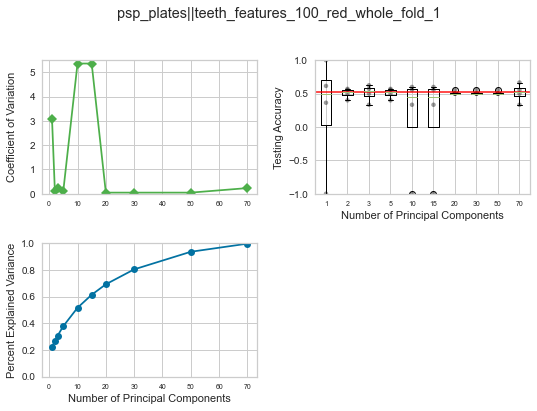 psp_plates||teeth_features_100_red_whole_fold_1
Coefficient of Variation
5
4
3
2
1
0
0 10 20 30 40 50 60 70
Testing Accuracy
1.0
0.5
0.0
−0.5
−1.0
1 2 3 5 10 15 20 30 50 70
Number of Principal Components
Percent Explained Variance
1.0
0.8
0.6
0.4
0.2
0.0
0 10 20 30 40 50 60 70
Number of Principal Components